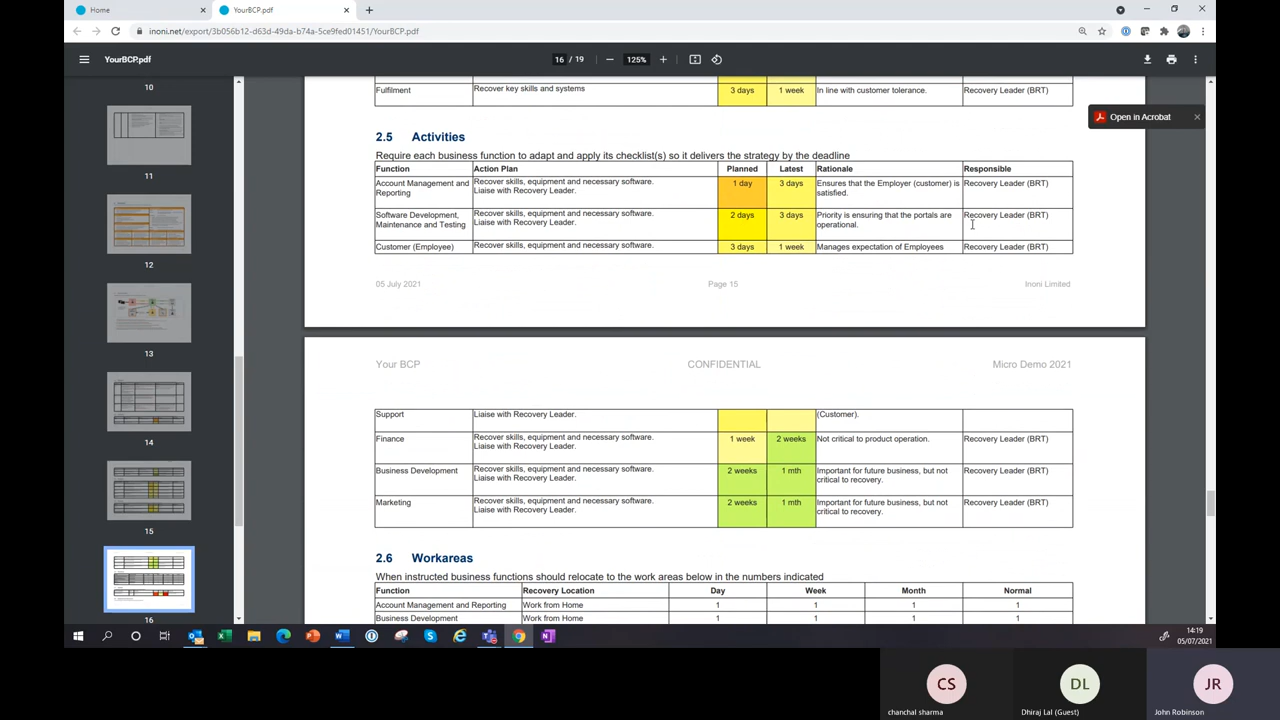 Home
YourBCP.pdf
inoni.net/export/3b056b12-d63d-49da-b74a-5ce9fed01451/YourBCP.pdf
YourBCP.pdf
16 / 19
125%
Open in Acrobat
10
11
12
13
14
15
16
Fulfilment Recover key skills and systems 3 days 1 week In line with customer tolerance. Recovery Leader (BRT)
2.5 Activities
Require each business function to adapt and apply its checklist(s) so it delivers the strategy by the deadline
Function Action Plan Planned Latest Rationale Responsible
Account Management and Recover skills, equipment and necessary software. 1 day 3 days Ensures that the Employer (customer) is Recovery Leader (BRT)
Reporting Liaise with Recovery Leader. satisfied.
Software Development, Recover skills, equipment and necessary software. 2 days 3 days Priority is ensuring that the portals are Recovery Leader (BRT)
Maintenance and Testing Liaise with Recovery Leader. operational.
Customer (Employee) Recover skills, equipment and necessary software. 3 days 1 week Manages expectation of Employees Recovery Leader (BRT)
05 July 2021 Page 15 Inoni Limited
Your BCP CONFIDENTIAL Micro Demo 2021
Support Liaise with Recovery Leader. (Customer).
Finance Recover skills, equipment and necessary software. 1 week 2 weeks Not critical to product operation. Recovery Leader (BRT)
Liaise with Recovery Leader.
Business Development Recover skills, equipment and necessary software. 2 weeks 1 mth Important for future business, but not Recovery Leader (BRT)
Liaise with Recovery Leader. critical to recovery.
Marketing Recover skills, equipment and necessary software. 2 weeks 1 mth Important for future business, but not Recovery Leader (BRT)
Liaise with Recovery Leader. critical to recovery.
2.6 Workareas
When instructed business functions should relocate to the work areas below in the numbers indicated
Function Recovery Location Day Week Month Normal
Account Management and Reporting Work from Home 1 1 1 1
Business Development Work from Home 1 1 1 1
14:19
05/07/2021
CS
DL
JR
chanchal sharma
Dhiraj Lal (Guest)
John Robinson